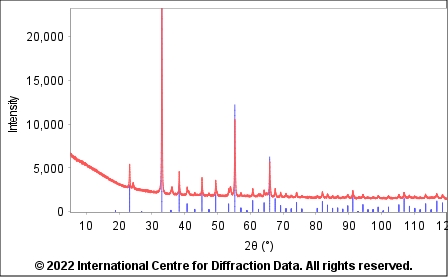 Intensity
20,000
15,000
10,000
5,000
0
10 20 30 40 50 60 70 80 90 100 110 12
2θ (°)
© 2022 International Centre for Diffraction Data. All rights reserved.